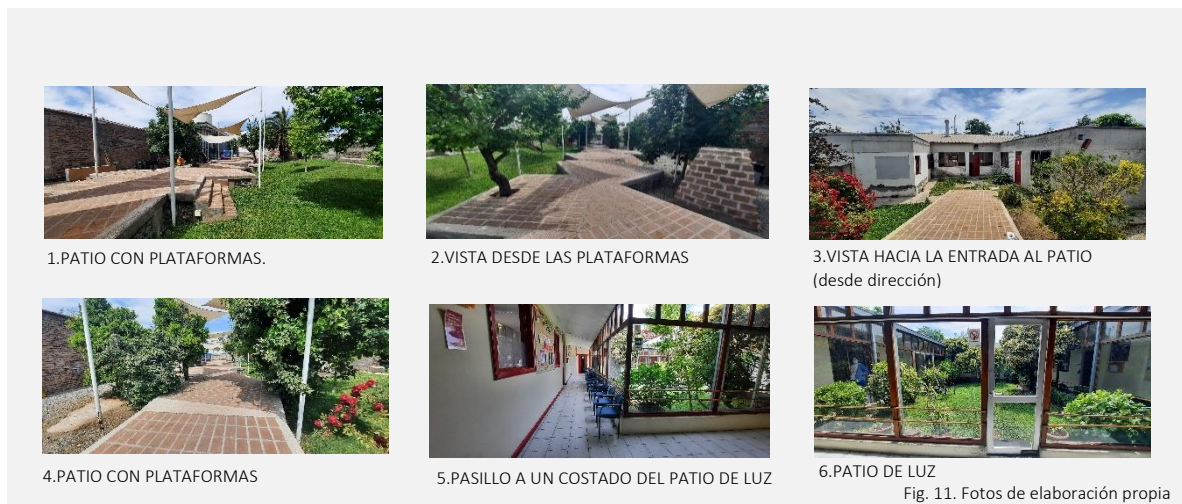 1.PATIO CON PLATAFORMAS.
2.VISTA DESDE LAS PLATAFORMAS
3.VISTA HACIA LA ENTRADA AL PATIO
(desde dirección)
4.PATIO CON PLATAFORMAS
5.PASILLO A UN COSTADO DEL PATIO DE LUZ
6.PATIO DE LUZ
Fig. 11. Fotos de elaboración propia